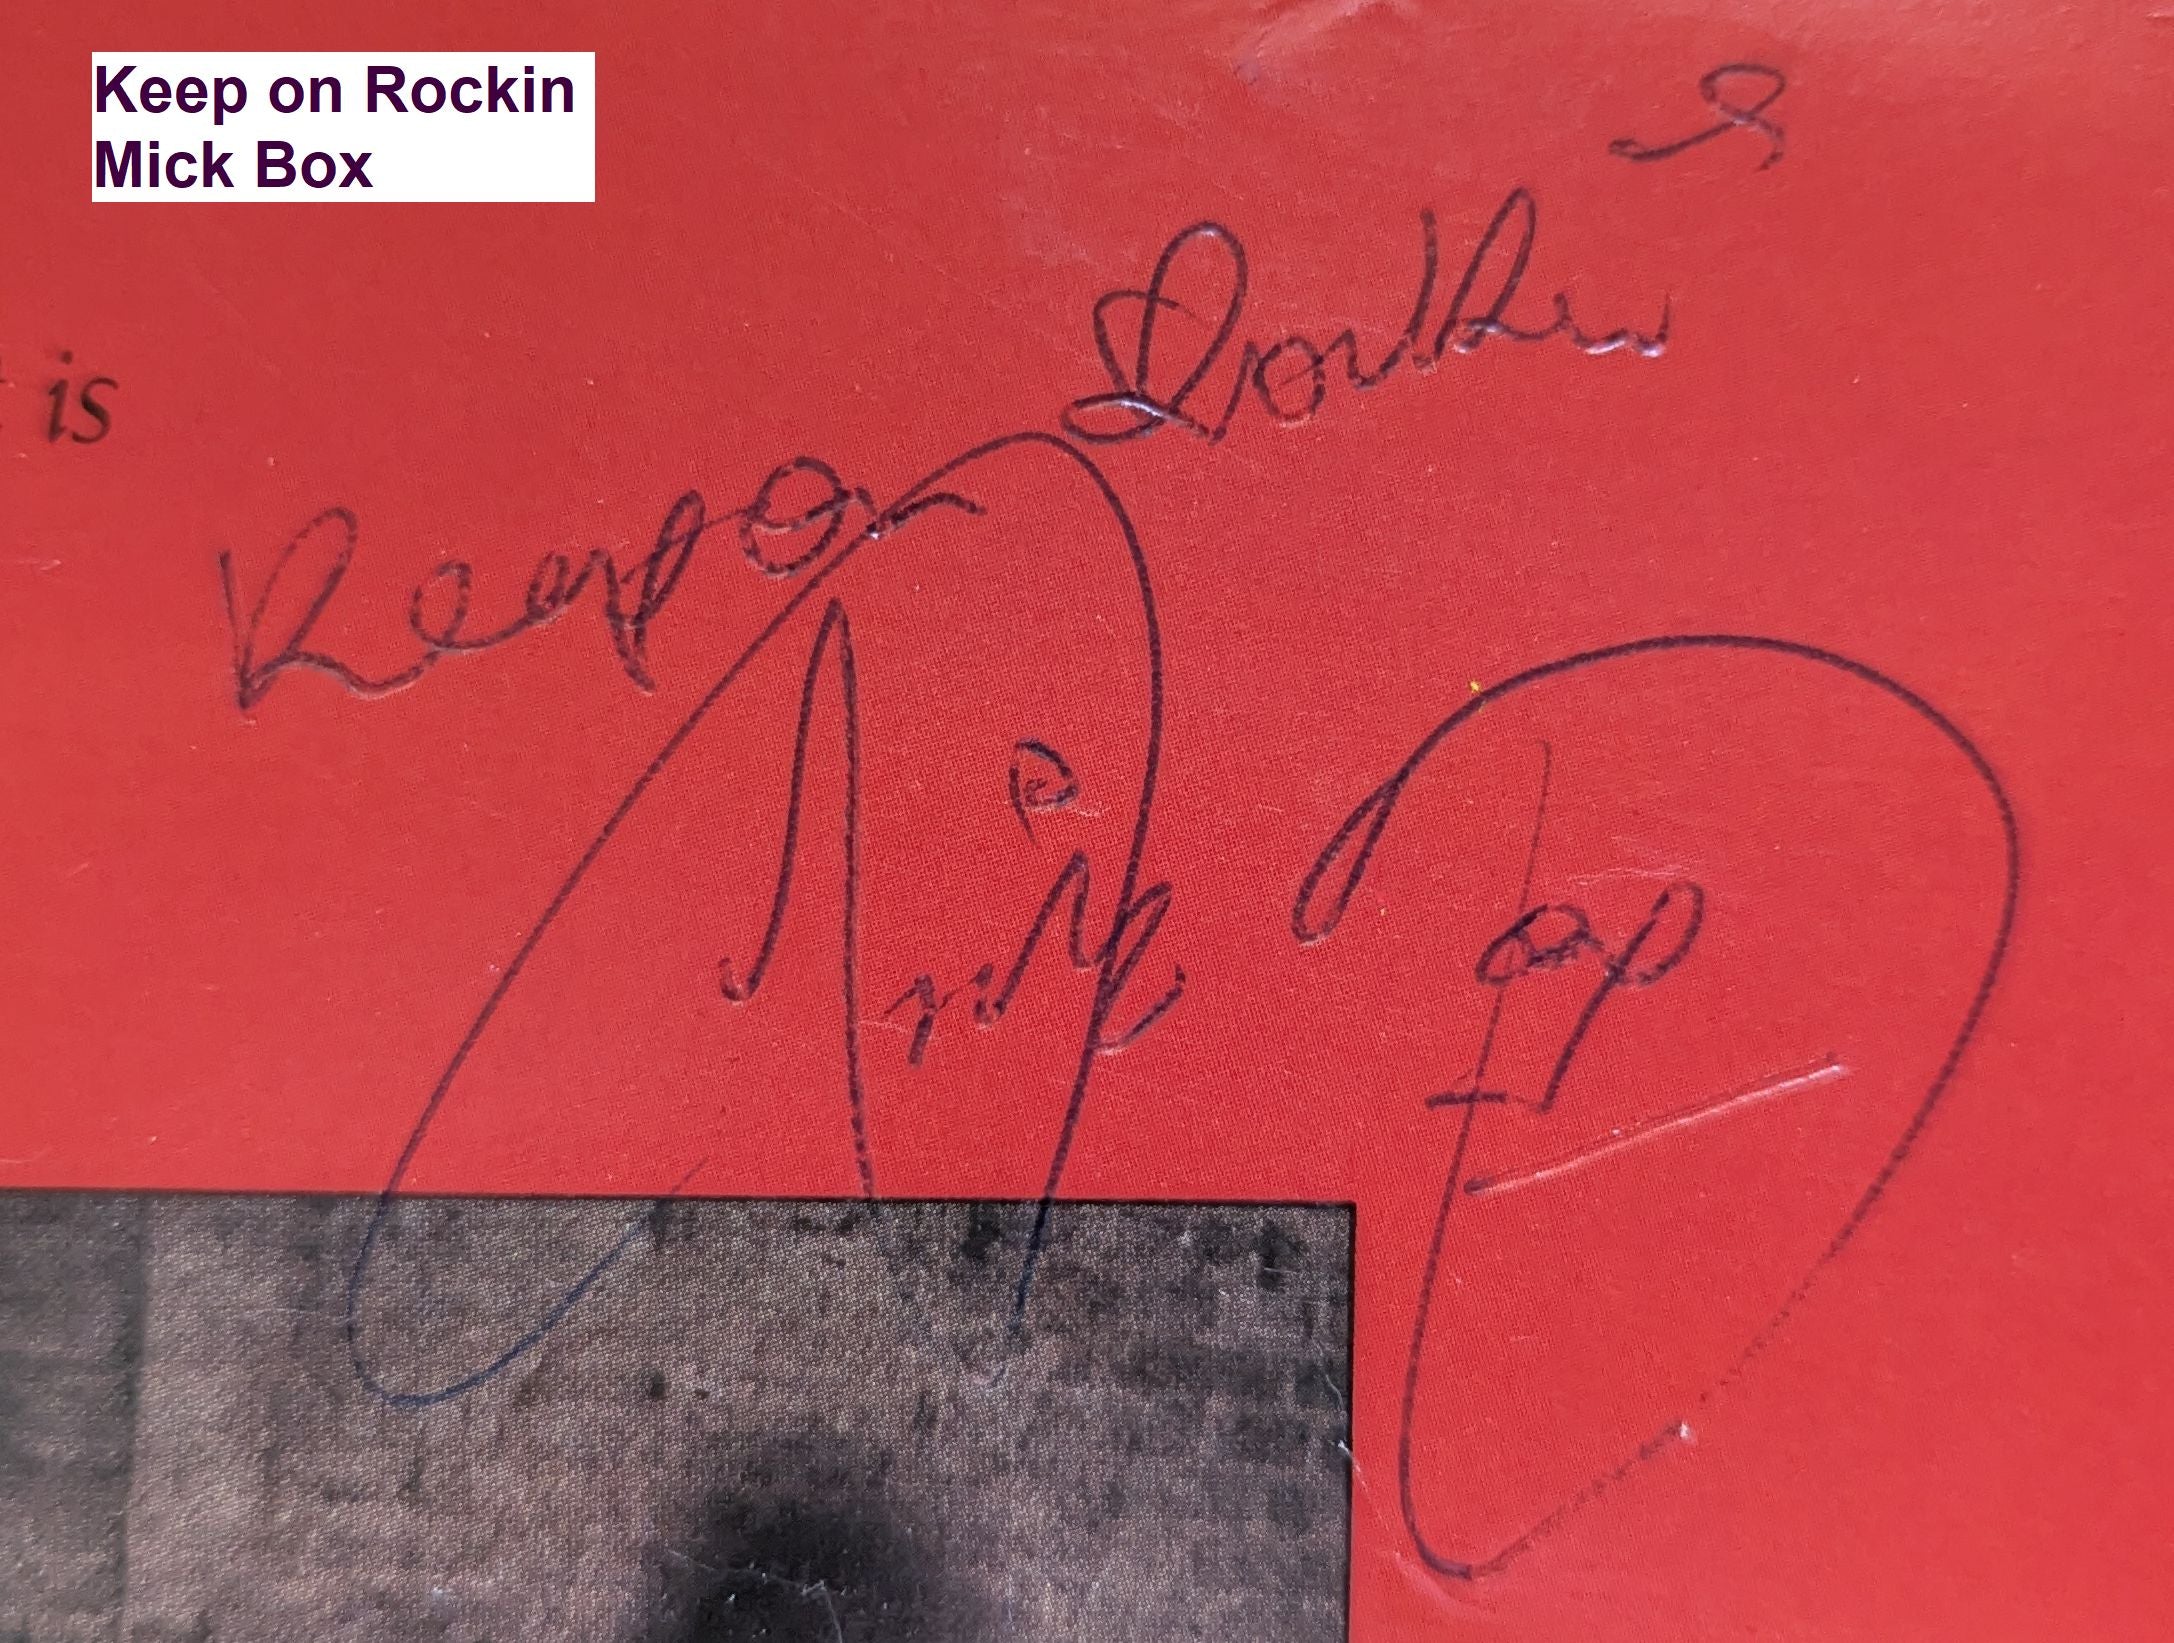 Keep on Rockin
Mick Box
is
Keep on Rockin